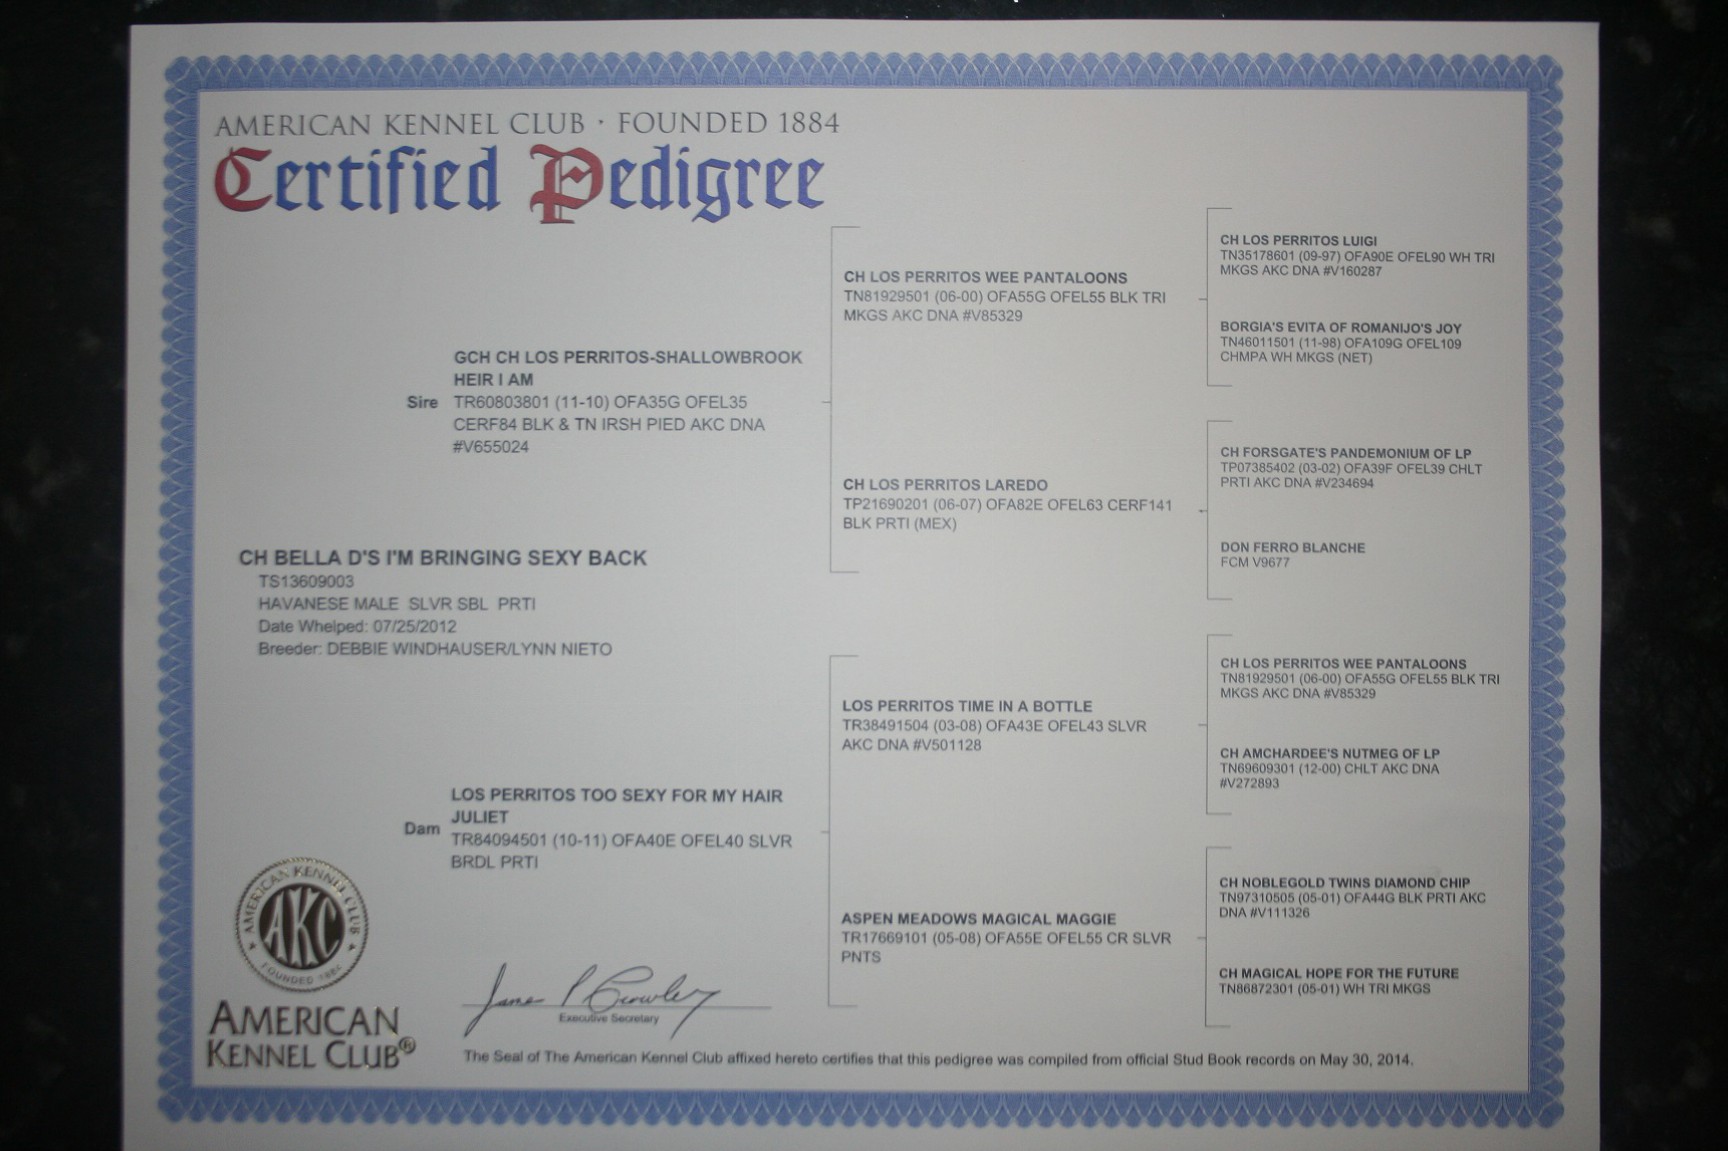 AMERICAN KENNEL CLUB · FOUNDED 1884
Certified Pedigree
CH LOS PERRITOS LUIGI
TN35178601 (09-97) OFA90E OFEL90 WH TRI
MKGS AKC DNA #V160287
CH LOS PERRITOS WEE PANTALOONS
TN81929501 (06-00) OFA55G OFEL55 BLK TRI
MKGS AKC DNA #V85329
BORGIA'S EVITA OF ROMANIJO'S JOY
TN46011501 (11-98) OFA109G OFEL109
CHMPA WH MKGS (NET)
GCH CH LOS PERRITOS-SHALLOWBROOK
HEIR I AM
Sire TR60803801 (11-10) OFA35G OFEL35
CERF84 BLK & TN IRSH PIED AKC DNA
#V655024
CH FORSGATE'S PANDEMONIUM OF LP
TP07385402 (03-02) OFA39F OFEL39 CHLT
PRTI AKC DNA #V234694
CH LOS PERRITOS LAREDO
TP21690201 (06-07) OFA82E OFEL63 CERF141
BLK PRTI (MEX)
DON FERRO BLANCHE
FCM V9677
CH BELLA D'S I'M BRINGING SEXY BACK
TS13609003
HAVANESE MALE SLVR SBL PRTI
Date Whelped: 07/25/2012
Breeder: DEBBIE WINDHAUSER/LYNN NIETO
CH LOS PERRITOS WEE PANTALOONS
TN81929501 (06-00) OFA55G OFEL55 BLK TRI
MKGS AKC DNA #V85329
LOS PERRITOS TIME IN A BOTTLE
TR38491504 (03-08) OFA43E OFEL43 SLVR
AKC DNA #V501128
CH AMCHARDEE'S NUTMEG OF LP
TN69609301 (12-00) CHLT AKC DNA
#V272893
LOS PERRITOS TOO SEXY FOR MY HAIR
JULIET
Dam TR84094501 (10-11) OFA40E OFEL40 SLVR
BRDL PRTI
CH NOBLEGOLD TWINS DIAMOND CHIP
TN97310505 (05-01) OFA44G BLK PRTI AKC
DNA #V111326
ASPEN MEADOWS MAGICAL MAGGIE
TR17669101 (05-08) OFA55E OFEL55 CR SLVR
PNTS
CH MAGICAL HOPE FOR THE FUTURE
TN86872301 (05-01) WH TRI MKGS
AMERICAN KENNEL CLUB
AKC
FOUNDED 1884
AMERICAN
KENNEL CLUB®
James P Crowley
Executive Secretary
The Seal of The American Kennel Club affixed hereto certifies that this pedigree was compiled from official Stud Book records on May 30, 2014.